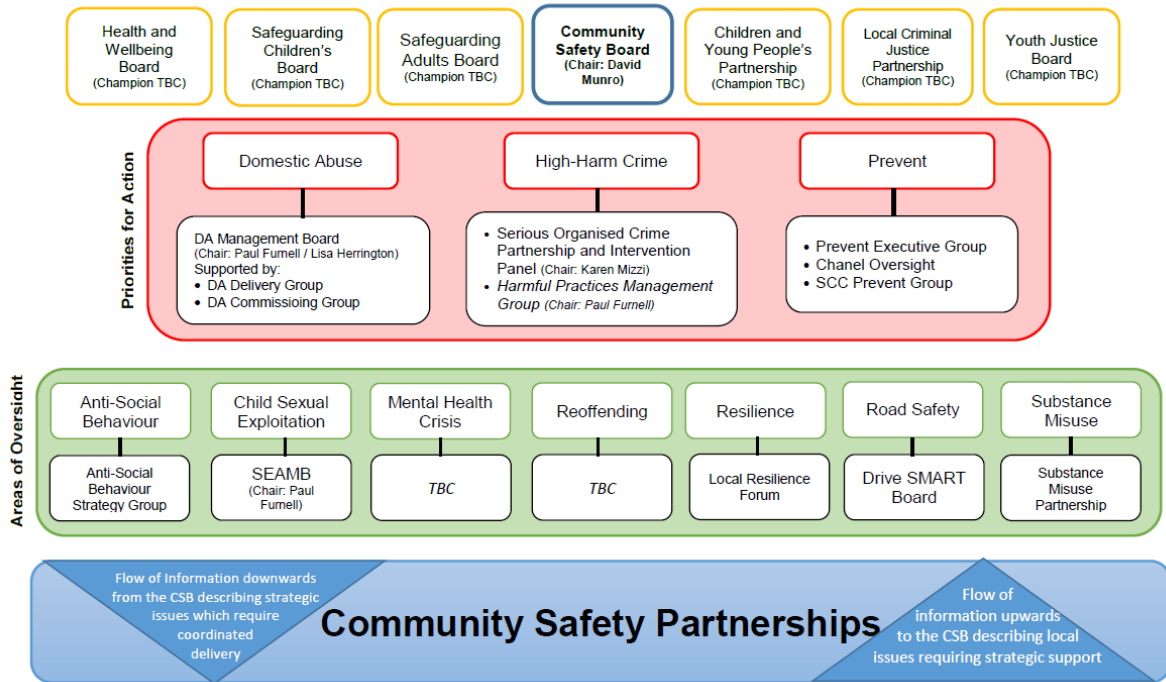 Health and
Wellbeing
Board
(Champion TBC)
Safeguarding
Children's
Board
(Champion TBC)
Safeguarding
Adults Board
(Champion TBC)
Community
Safety Board
(Chair: David
Munro)
Children and
Young People's
Partnership
(Champion TBC)
Local Criminal
Justice
Partnership
(Champion TBC)
Youth Justice
Board
(Champion TBC)
Priorities for Action
Domestic Abuse
High-Harm Crime
Prevent
DA Management Board
(Chair: Paul Furnell / Lisa Herrington)
Supported by:
• DA Delivery Group
• DA Commissioing Group
• Serious Organised Crime
Partnership and Intervention
Panel (Chair: Karen Mizzi)
• Harmful Practices Management
Group (Chair: Paul Furnell)
• Prevent Executive Group
• Chanel Oversight
• SCC Prevent Group
Areas of Oversight
Anti-Social
Behaviour
Child Sexual
Exploitation
Mental Health
Crisis
Reoffending
Resilience
Road Safety
Substance
Misuse
Anti-Social
Behaviour
Strategy Group
SEAMB
(Chair: Paul
Furnell)
TBC
TBC
Local Resilience
Forum
Drive SMART
Board
Substance
Misuse
Partnership
Flow of Information downwards
from the CSB describing strategic
issues which require
coordinated
delivery
Community Safety Partnerships
Flow of
information upwards
to the CSB describing local
issues requiring strategic support